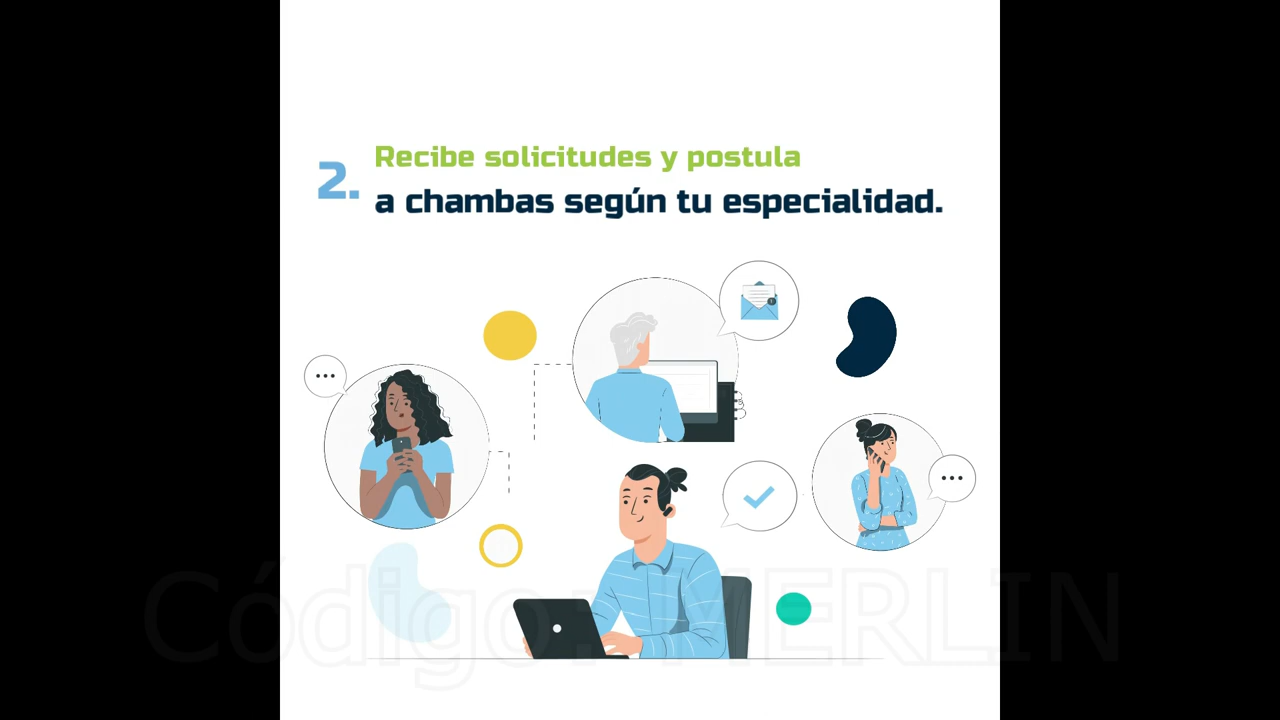 2.
Recibe solicitudes y postula
a chambas según tu especialidad.
Código: MERLIN